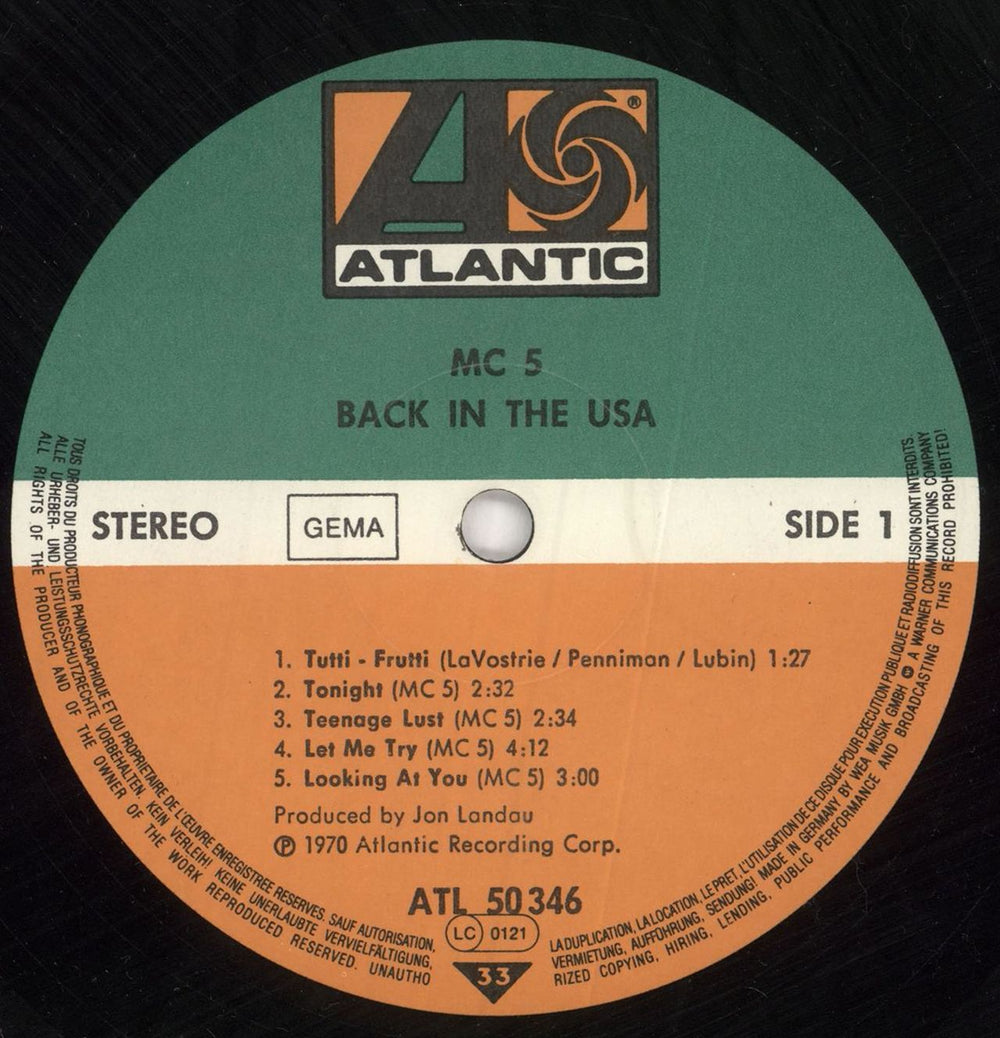 ®
ATLANTIC
MC 5
BACK IN THE USA
STEREO
GEMA
SIDE 1
1. Tutti - Frutti (LaVostrie / Penniman / Lubin) 1:27
2. Tonight (MC 5) 2:32
3. Teenage Lust (MC 5) 2:34
4. Let Me Try (MC 5) 4:12
5. Looking At You (MC 5) 3:00
Produced by Jon Landau
℗ 1970 Atlantic Recording Corp.
ATL 50 346
LC 0121
33
TOUS DROITS DU PRODUCTEUR PHONOGRAPHIQUE ET DU PROPRIETAIRE DE L'ŒUVRE ENREGISTREE RESERVES. SAUF AUTORISATION, LA DUPLICATION, LA LOCATION, LE PRET, L'UTILISATION DE CE DISQUE POUR EXECUTION PUBLIQUE ET RADIODIFFUSION SONT INTERDITS.
ALLE URHEBER- UND LEISTUNGSSCHUTZRECHTE VORBEHALTEN. KEIN VERLEIH! KEINE UNERLAUBTE VERVIELFÄLTIGUNG, VERMIETUNG, AUFFÜHRUNG, SENDUNG! MADE IN GERMANY BY WEA MUSIK GMBH A WARNER COMMUNICATIONS COMPANY
ALL RIGHTS OF THE PRODUCER AND OF THE OWNER OF THE WORK REPRODUCED RESERVED. UNAUTHORIZED COPYING, HIRING, LENDING, PUBLIC PERFORMANCE AND BROADCASTING OF THIS RECORD PROHIBITED!